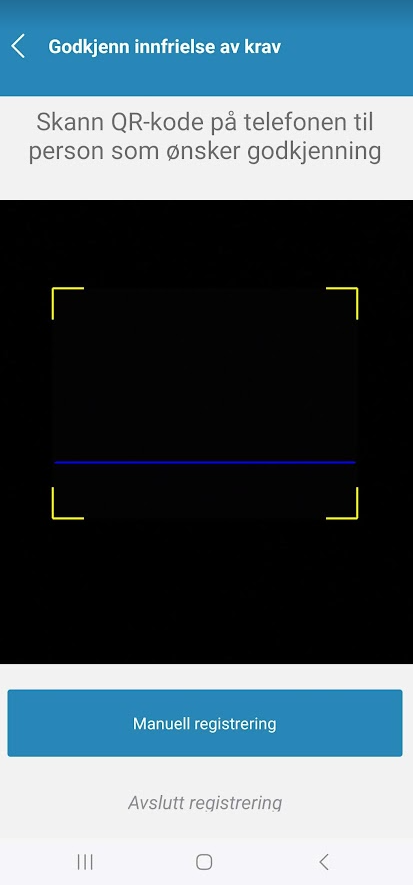 Godkjenn innfrielse av krav
Skann QR-kode på telefonen til
person som ønsker godkjenning
Manuell registrering
Avslutt registrering